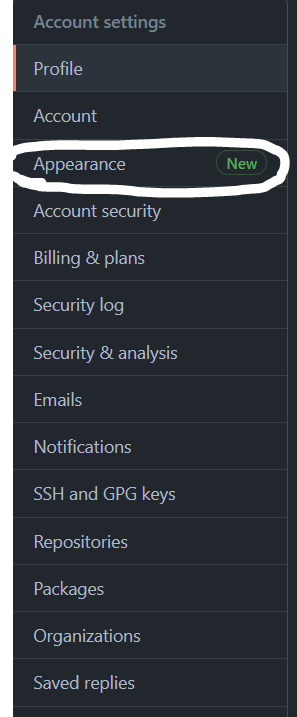 Account settings
Profile
Account
Appearance New
Account security
Billing & plans
Security log
Security & analysis
Emails
Notifications
SSH and GPG keys
Repositories
Packages
Organizations
Saved replies